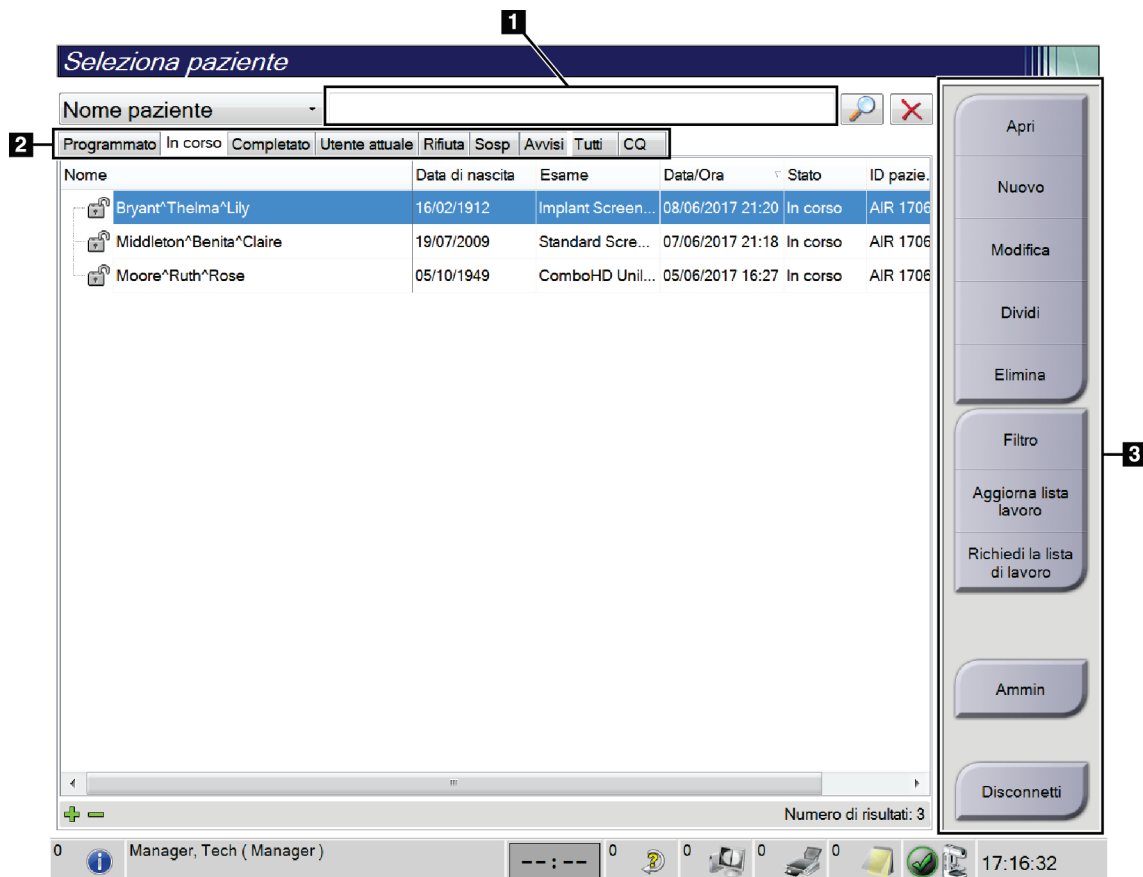 1
Seleziona paziente
Nome paziente
2
Programmato In corso Completato Utente attuale Rifiuta Sosp Avvisi Tutti CQ
Nome Data di nascita Esame Data/Ora Stato ID pazie.
Bryant^Thelma^Lily 16/02/1912 Implant Screen... 08/06/2017 21:20 In corso AIR 1706
Middleton^Benita^Claire 19/07/2009 Standard Scre... 07/06/2017 21:18 In corso AIR 1706
Moore^Ruth^Rose 05/10/1949 ComboHD Unil... 05/06/2017 16:27 In corso AIR 1706
Numero di risultati: 3
Apri
Nuovo
Modifica
Dividi
Elimina
Filtro
3
Aggiorna lista
lavoro
Richiedi la lista
di lavoro
Ammin
Disconnetti
0 Manager, Tech ( Manager ) --:-- 0 0 0 0 17:16:32